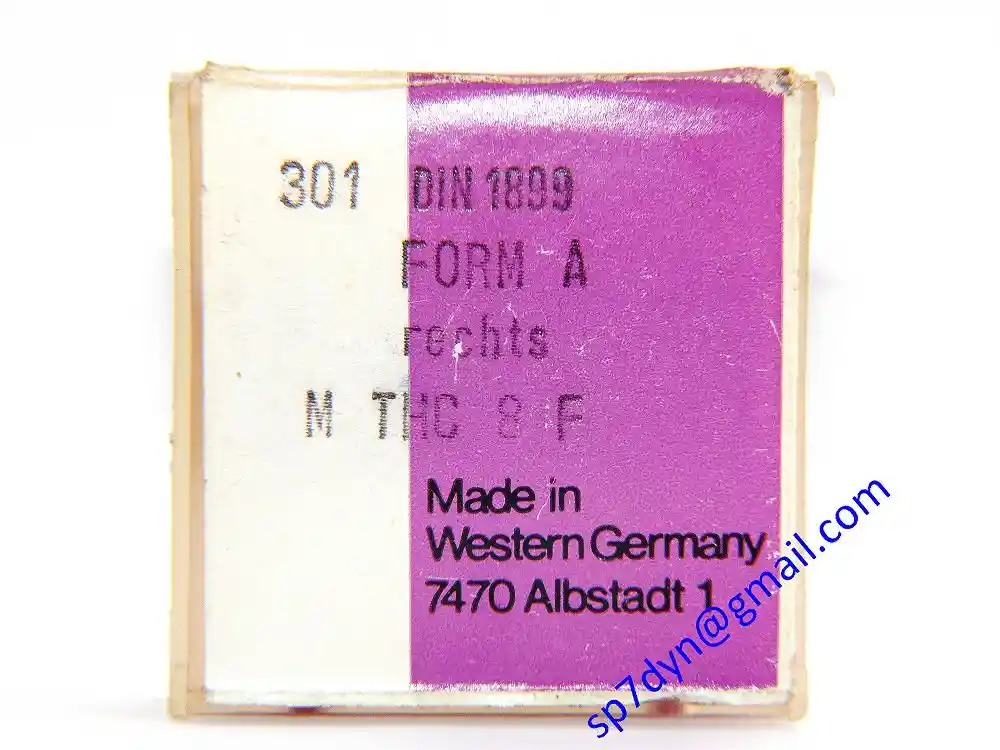 301 DIN 1899
FORM A
rechts
N THC 8 F
Made in
Western Germany
7470 Albstadt 1
sp7dyn@gmail.com